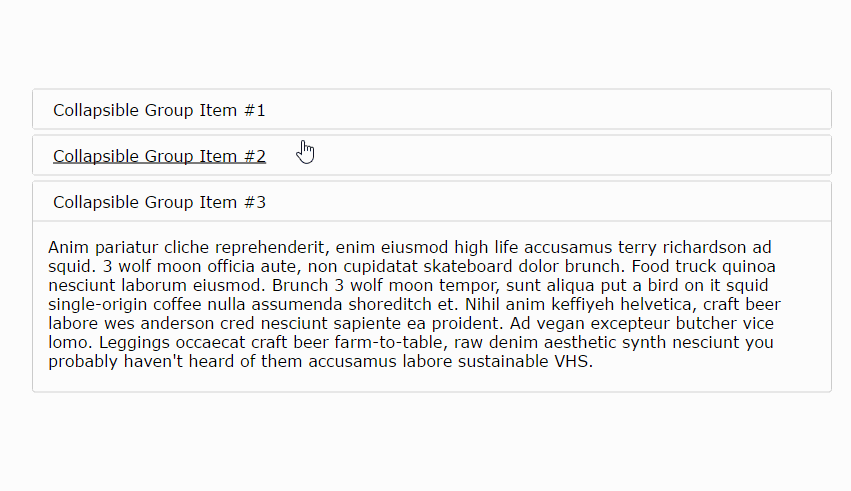 Collapsible Group Item #1
Collapsible Group Item #2
Collapsible Group Item #3
Anim pariatur cliche reprehenderit, enim eiusmod high life accusamus terry richardson ad
squid. 3 wolf moon officia aute, non cupidatat skateboard dolor brunch. Food truck quinoa
nesciunt laborum eiusmod. Brunch 3 wolf moon tempor, sunt aliqua put a bird on it squid
single-origin coffee nulla assumenda shoreditch et. Nihil anim keffiyeh helvetica, craft beer
labore wes anderson cred nesciunt sapiente ea proident. Ad vegan excepteur butcher vice
lomo. Leggings occaecat craft beer farm-to-table, raw denim aesthetic synth nesciunt you
probably haven't heard of them accusamus labore sustainable VHS.